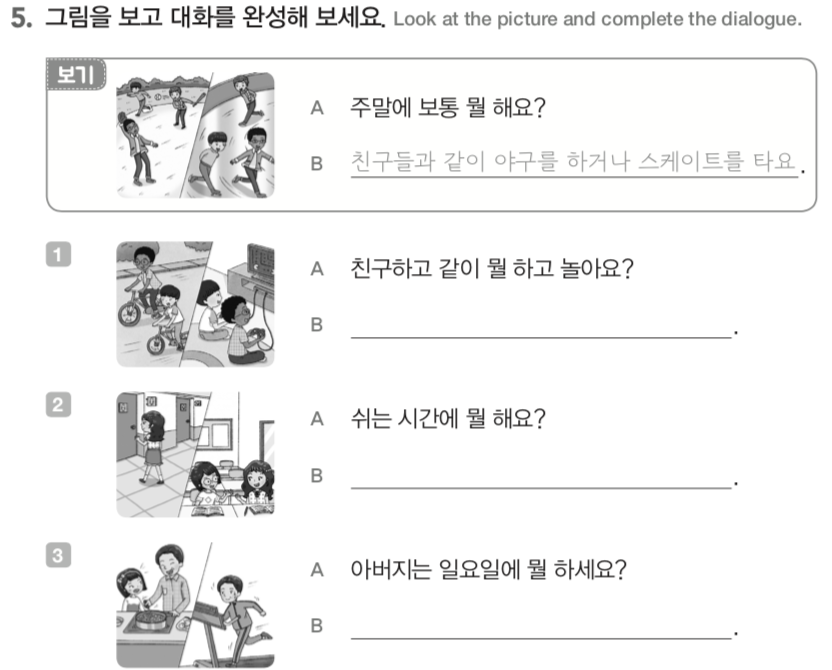 5. 그림을 보고 대화를 완성해 보세요. Look at the picture and complete the dialogue.
보기
A 주말에 보통 뭘 해요?
B 친구들과 같이 야구를 하거나 스케이트를 타요.
1
A 친구하고 같이 뭘 하고 놀아요?
B .
2
A 쉬는 시간에 뭘 해요?
B .
3
A 아버지는 일요일에 뭘 하세요?
B .